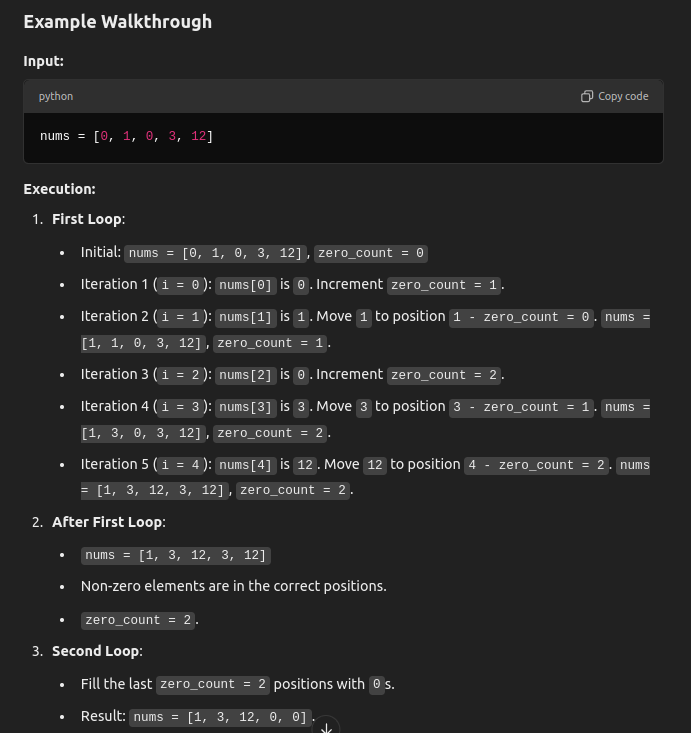 Example Walkthrough
Input:
python Copy code
nums = [0, 1, 0, 3, 12]
Execution:
1. First Loop:
• Initial: nums = [0, 1, 0, 3, 12], zero_count = 0
• Iteration 1 (i = 0): nums[0] is 0. Increment zero_count = 1.
• Iteration 2 (i = 1): nums[1] is 1. Move 1 to position 1 - zero_count = 0. nums =
[1, 1, 0, 3, 12], zero_count = 1.
• Iteration 3 (i = 2): nums[2] is 0. Increment zero_count = 2.
• Iteration 4 (i = 3): nums[3] is 3. Move 3 to position 3 - zero_count = 1. nums =
[1, 3, 0, 3, 12], zero_count = 2.
• Iteration 5 (i = 4): nums[4] is 12. Move 12 to position 4 - zero_count = 2. nums
= [1, 3, 12, 3, 12], zero_count = 2.
2. After First Loop:
• nums = [1, 3, 12, 3, 12]
• Non-zero elements are in the correct positions.
• zero_count = 2.
3. Second Loop:
• Fill the last zero_count = 2 positions with 0s.
• Result: nums = [1, 3, 12, 0, 0].